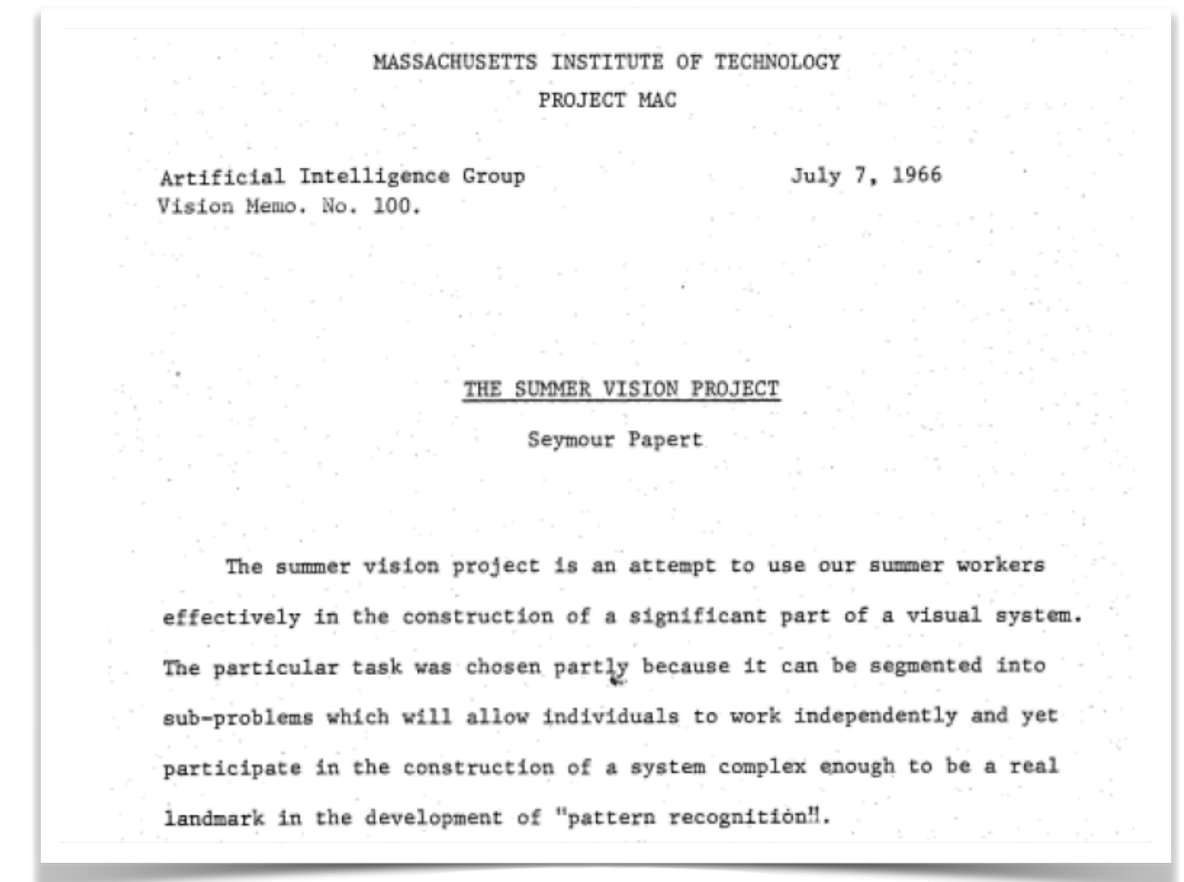 MASSACHUSETTS INSTITUTE OF TECHNOLOGY
PROJECT MAC
Artificial Intelligence Group July 7, 1966
Vision Memo. No. 100.
THE SUMMER VISION PROJECT
Seymour Papert
The summer vision project is an attempt to use our summer workers
effectively in the construction of a significant part of a visual system.
The particular task was chosen partly because it can be segmented into
sub-problems which will allow individuals to work independently and yet
participate in the construction of a system complex enough to be a real
landmark in the development of "pattern recognition".